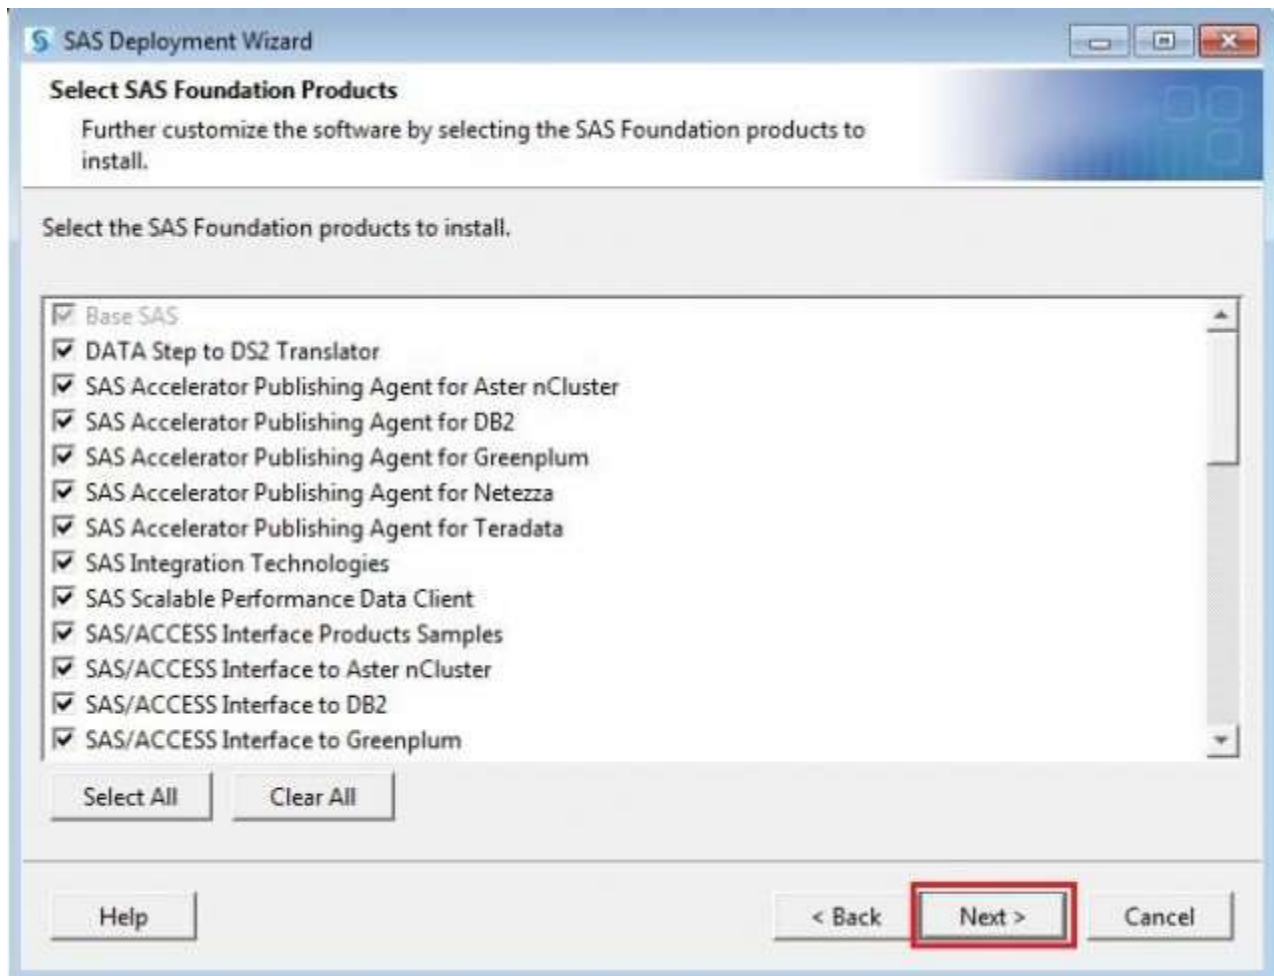 SAS Deployment Wizard
Select SAS Foundation Products
Further customize the software by selecting the SAS Foundation products to
install.
Select the SAS Foundation products to install.
Base SAS
DATA Step to DS2 Translator
SAS Accelerator Publishing Agent for Aster nCluster
SAS Accelerator Publishing Agent for DB2
SAS Accelerator Publishing Agent for Greenplum
SAS Accelerator Publishing Agent for Netezza
SAS Accelerator Publishing Agent for Teradata
SAS Integration Technologies
SAS Scalable Performance Data Client
SAS/ACCESS Interface Products Samples
SAS/ACCESS Interface to Aster nCluster
SAS/ACCESS Interface to DB2
SAS/ACCESS Interface to Greenplum
Select All Clear All
Help < Back Next > Cancel